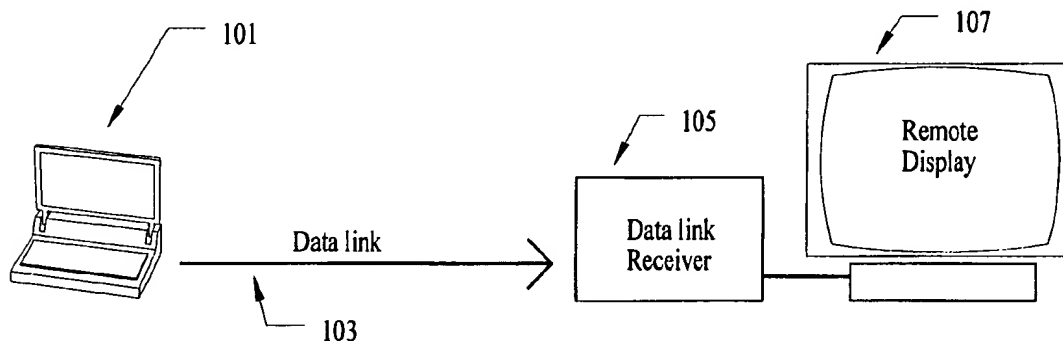 101
107
105
Remote
Display
Data link
Data link
Receiver
103